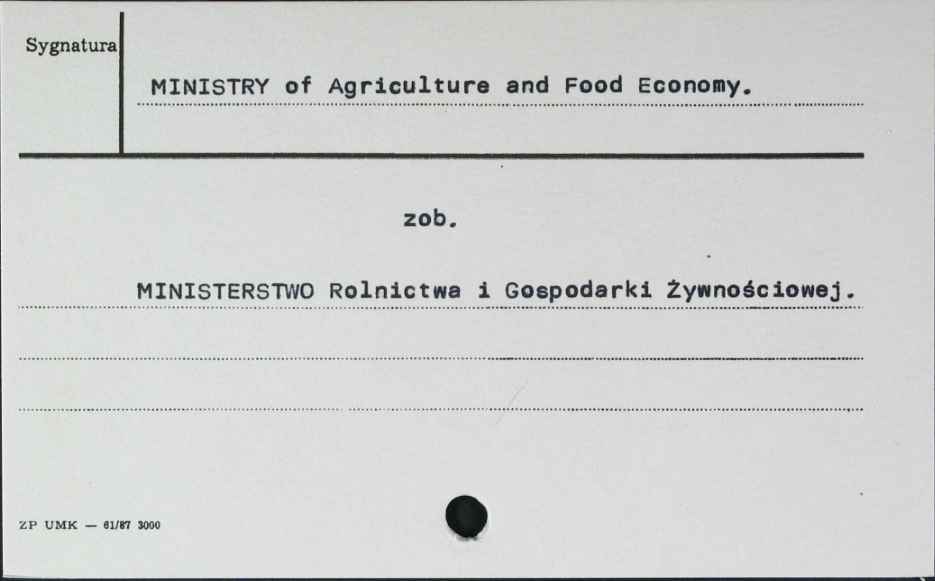 Sygnatura
MINISTRY of Agriculture and Food Economy.
zob.
MINISTERSTWO Rolnictwa i Gospodarki Żywnościowej.
ZP UMK — 61/87 3000